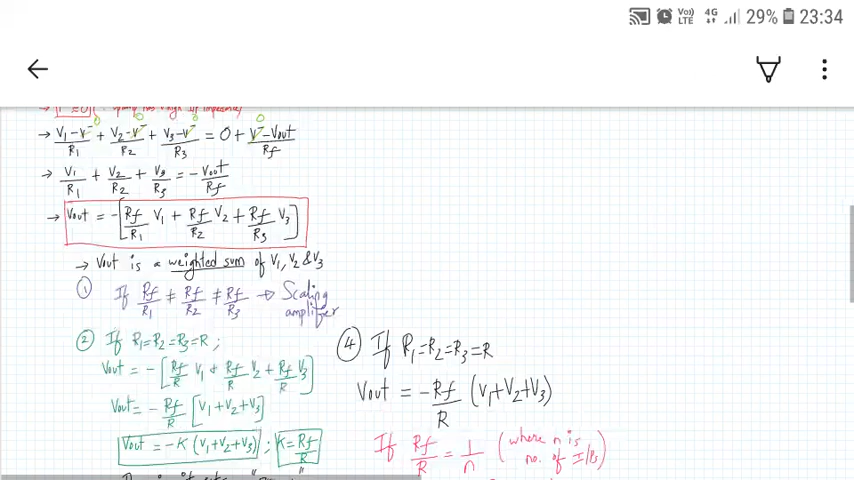 Vo)) LTE 4G 29% 23:34
→ V1-V⁻/R1 + V2-V⁻/R2 + V3-V⁻/R3 = 0 + V⁻-Vout/Rf
→ V1/R1 + V2/R2 + V3/R3 = -Vout/Rf
→ Vout = -[Rf/R1 V1 + Rf/R2 V2 + Rf/R3 V3]
→ Vout is a weighted sum of V1, V2 & V3
① If Rf/R1 ≠ Rf/R2 ≠ Rf/R3 → Scaling amplifier
② If R1=R2=R3=R ;
Vout = -[Rf/R V1 + Rf/R V2 + Rf/R V3]
Vout = -Rf/R [V1+V2+V3]
Vout = -K (V1+V2+V3) ; K = Rf/R
④ If R1=R2=R3=R
Vout = -Rf/R (V1+V2+V3)
If Rf/R = 1/n (where n is no. of I/Ps)